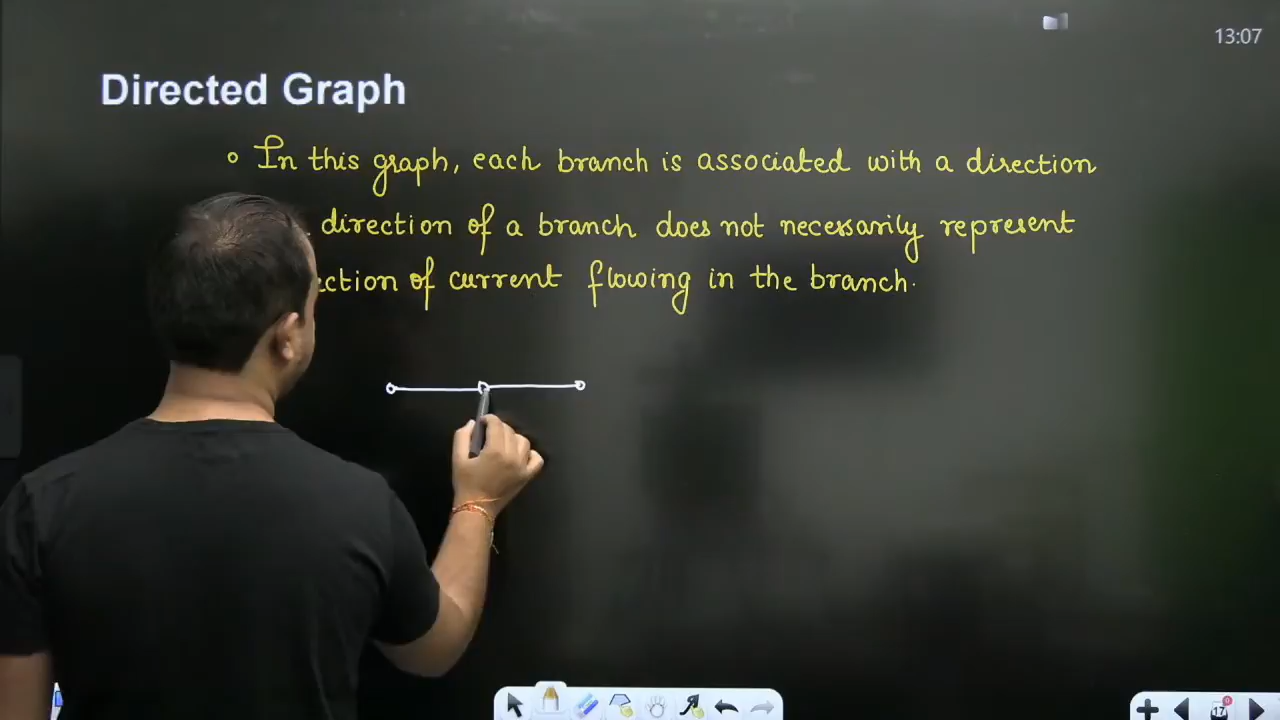 13:07
Directed Graph
In this graph, each branch is associated with a direction
direction of a branch does not necessarily represent
of current flowing in the branch.
17